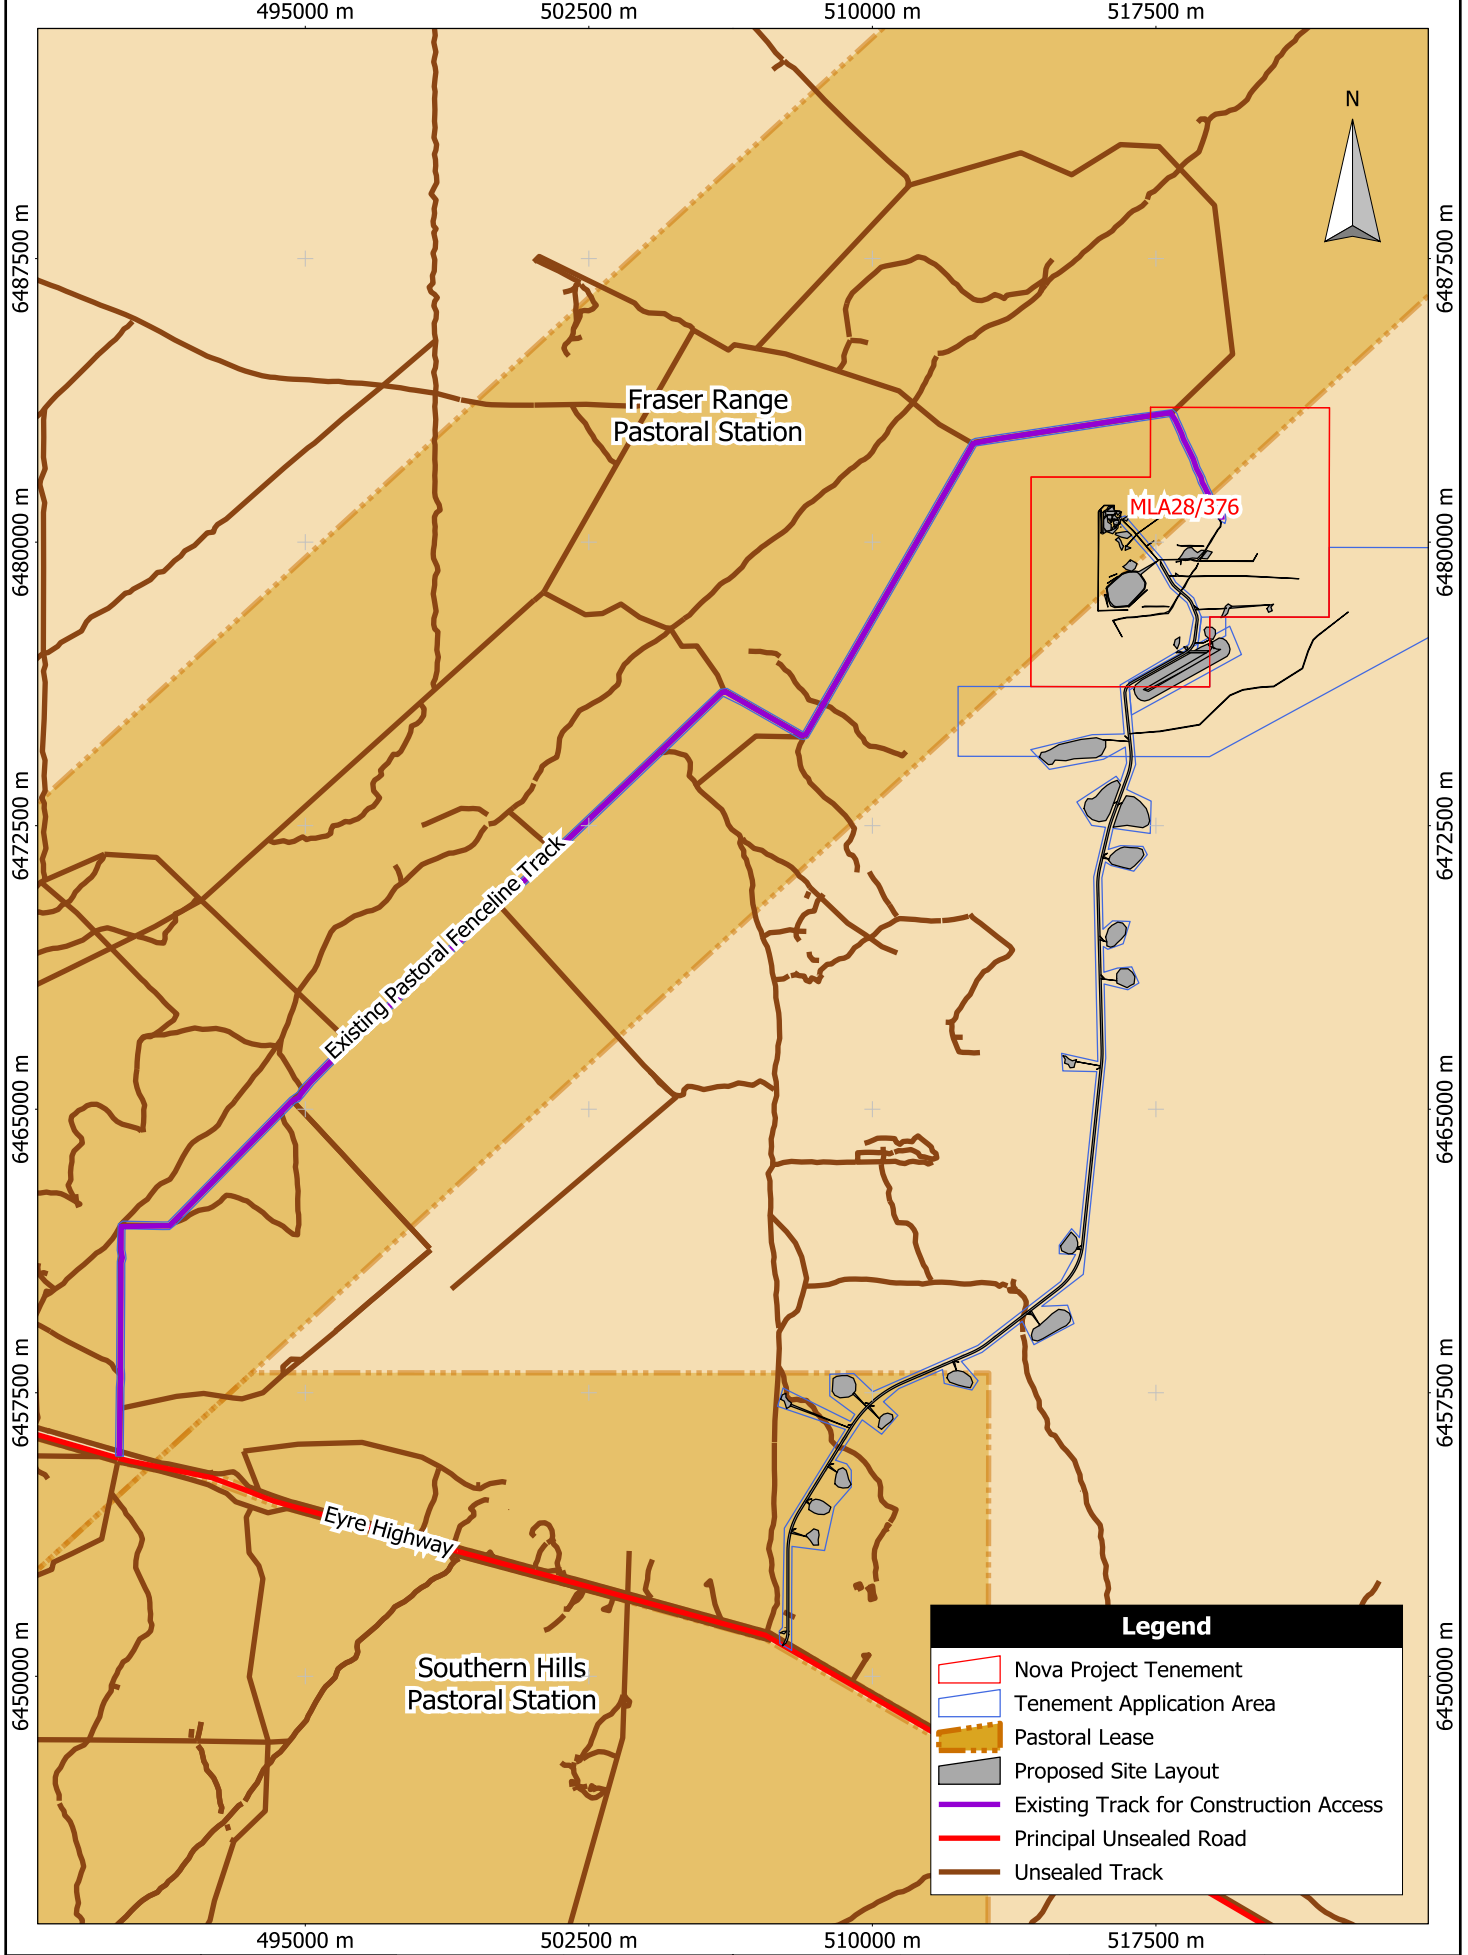 495000 m
502500 m
510000 m
517500 m
N
6487500 m
6487500 m
Fraser Range
Pastoral Station
MLA28/376
6480000 m
6480000 m
6472500 m
6472500 m
Existing Pastoral Fenceline Track
6465000 m
6465000 m
6457500 m
6457500 m
Eyre Highway
Southern Hills
Pastoral Station
6450000 m
6450000 m
Legend
Nova Project Tenement
Tenement Application Area
Pastoral Lease
Proposed Site Layout
Existing Track for Construction Access
Principal Unsealed Road
Unsealed Track
495000 m
502500 m
510000 m
517500 m